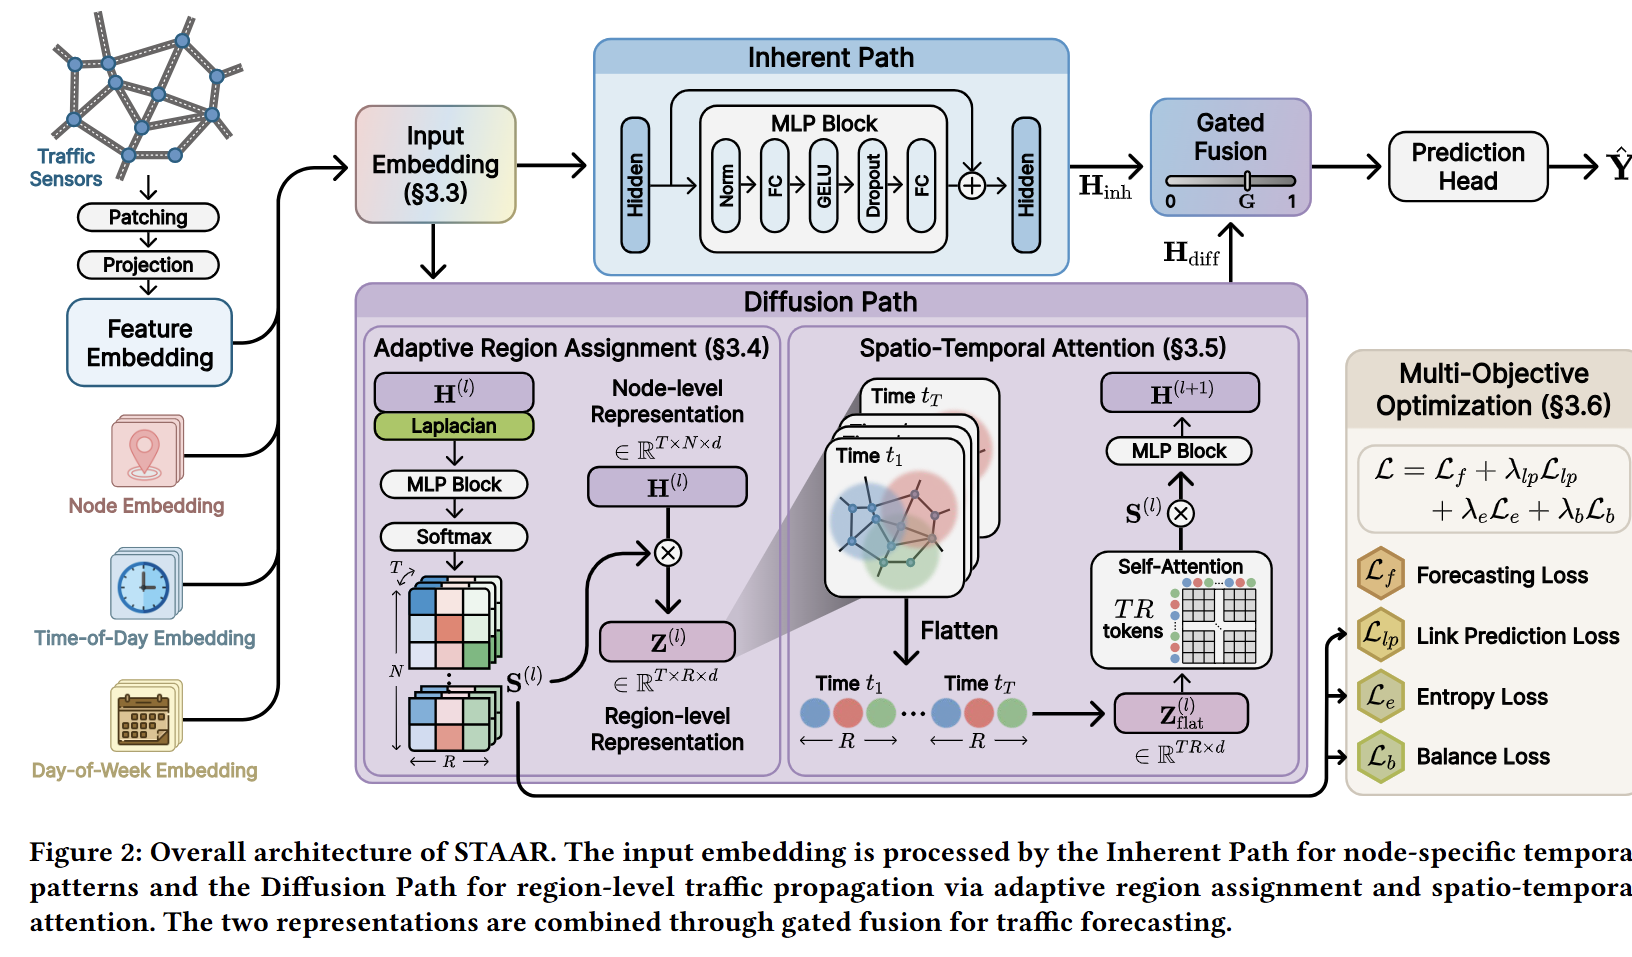 Traffic
Sensors
Patching
Projection
Feature
Embedding
Node Embedding
Time-of-Day Embedding
Day-of-Week Embedding
Input
Embedding
(§3.3)
Inherent Path
Hidden
MLP Block
Norm
FC
GELU
Dropout
FC
+
Hidden
H_inh
Gated
Fusion
0 G 1
H_diff
Prediction
Head
Ŷ
Diffusion Path
Adaptive Region Assignment (§3.4)
H^(l)
Laplacian
MLP Block
Softmax
T
N
R
S^(l)
Node-level
Representation
∈ ℝ^{T×N×d}
H^(l)
×
Z^(l)
∈ ℝ^{T×R×d}
Region-level
Representation
Spatio-Temporal Attention (§3.5)
Time t_T
Time t_1
Flatten
Time t_1 Time t_T
...
R R
H^(l+1)
MLP Block
S^(l) ×
Self-Attention
TR
tokens
Z_flat^(l)
∈ ℝ^{TR×d}
Multi-Objective
Optimization (§3.6)
ℒ = ℒ_f + λ_lp ℒ_lp
+ λ_e ℒ_e + λ_b ℒ_b
ℒ_f Forecasting Loss
ℒ_lp Link Prediction Loss
ℒ_e Entropy Loss
ℒ_b Balance Loss
Figure 2: Overall architecture of STAAR. The input embedding is processed by the Inherent Path for node-specific tempora
patterns and the Diffusion Path for region-level traffic propagation via adaptive region assignment and spatio-tempora
attention. The two representations are combined through gated fusion for traffic forecasting.